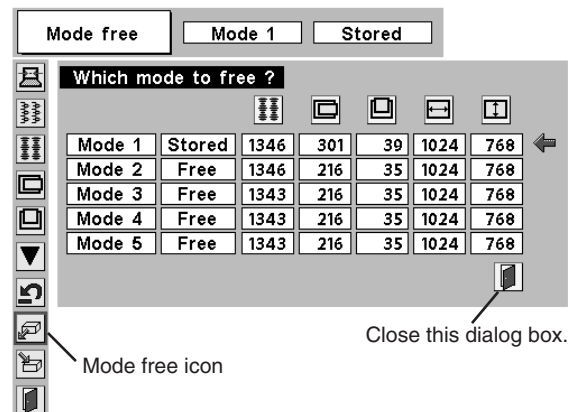 Mode free Mode 1 Stored
Which mode to free ?
Mode 1 Stored 1346 301 39 1024 768
Mode 2 Free 1346 216 35 1024 768
Mode 3 Free 1343 216 35 1024 768
Mode 4 Free 1343 216 35 1024 768
Mode 5 Free 1343 216 35 1024 768
Close this dialog box.
Mode free icon